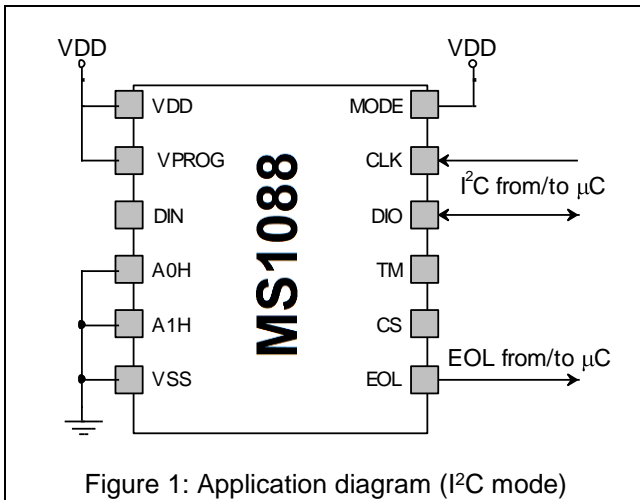 VDD
VDD
VDD
MODE
VPROG
CLK
I²C from/to μC
DIN
DIO
MS1088
A0H
TM
A1H
CS
EOL from/to μC
VSS
EOL
Figure 1: Application diagram (I²C mode)